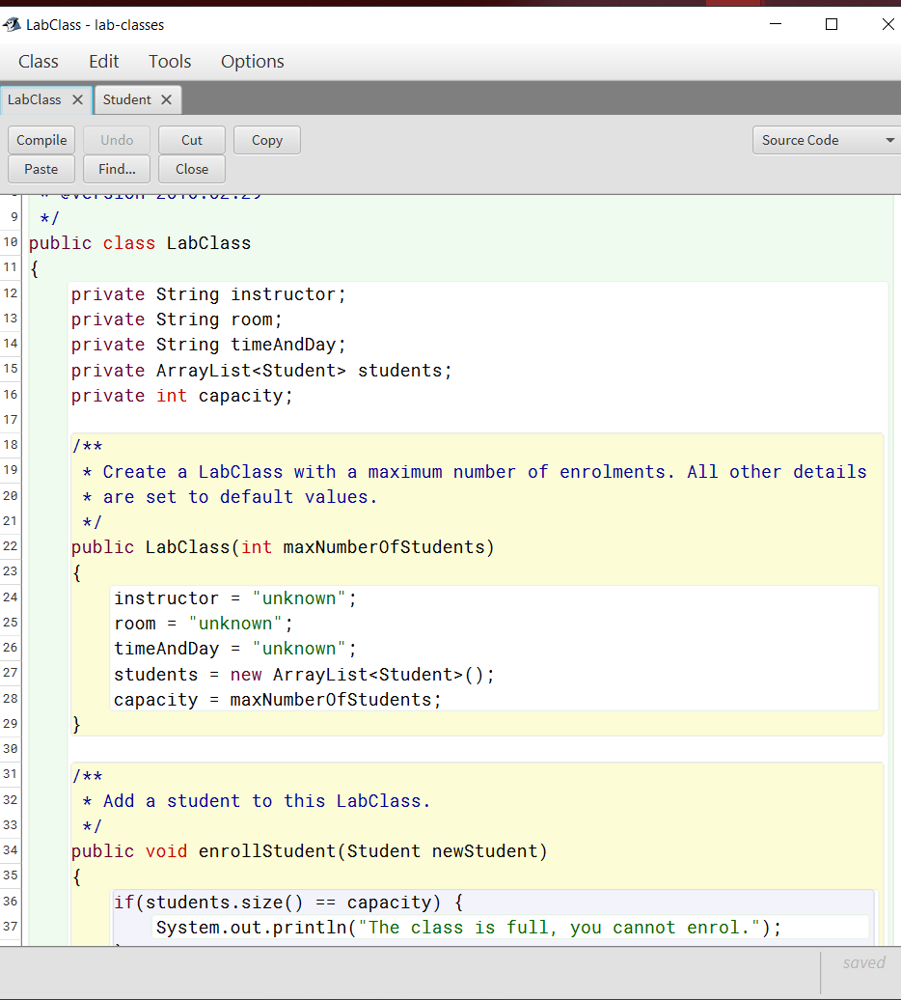 LabClass - lab-classes
Class Edit Tools Options
LabClass Student
Compile Undo Cut Copy Source Code
Paste Find... Close
9 */
10 public class LabClass
11 {
12 private String instructor;
13 private String room;
14 private String timeAndDay;
15 private ArrayList<Student> students;
16 private int capacity;
17
18 /**
19 * Create a LabClass with a maximum number of enrolments. All other details
20 * are set to default values.
21 */
22 public LabClass(int maxNumberOfStudents)
23 {
24 instructor = "unknown";
25 room = "unknown";
26 timeAndDay = "unknown";
27 students = new ArrayList<Student>();
28 capacity = maxNumberOfStudents;
29 }
30
31 /**
32 * Add a student to this LabClass.
33 */
34 public void enrollStudent(Student newStudent)
35 {
36 if(students.size() == capacity) {
37 System.out.println("The class is full, you cannot enrol.");
saved